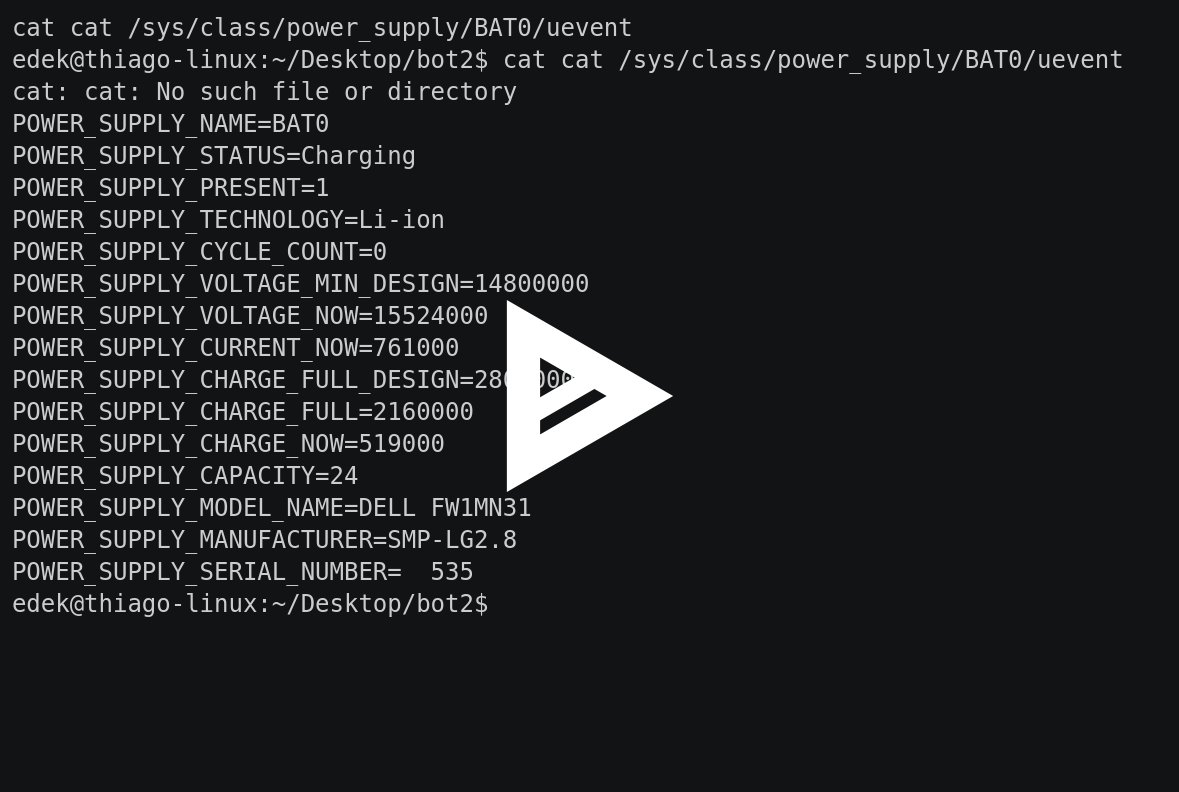 cat cat /sys/class/power_supply/BAT0/uevent
edek@thiago-linux:~/Desktop/bot2$ cat cat /sys/class/power_supply/BAT0/uevent
cat: cat: No such file or directory
POWER_SUPPLY_NAME=BAT0
POWER_SUPPLY_STATUS=Charging
POWER_SUPPLY_PRESENT=1
POWER_SUPPLY_TECHNOLOGY=Li-ion
POWER_SUPPLY_CYCLE_COUNT=0
POWER_SUPPLY_VOLTAGE_MIN_DESIGN=14800000
POWER_SUPPLY_VOLTAGE_NOW=15524000
POWER_SUPPLY_CURRENT_NOW=761000
POWER_SUPPLY_CHARGE_FULL_DESIGN=
POWER_SUPPLY_CHARGE_FULL=2160000
POWER_SUPPLY_CHARGE_NOW=519000
POWER_SUPPLY_CAPACITY=24
POWER_SUPPLY_MODEL_NAME=DELL FW1MN31
POWER_SUPPLY_MANUFACTURER=SMP-LG2.8
POWER_SUPPLY_SERIAL_NUMBER=  535
edek@thiago-linux:~/Desktop/bot2$